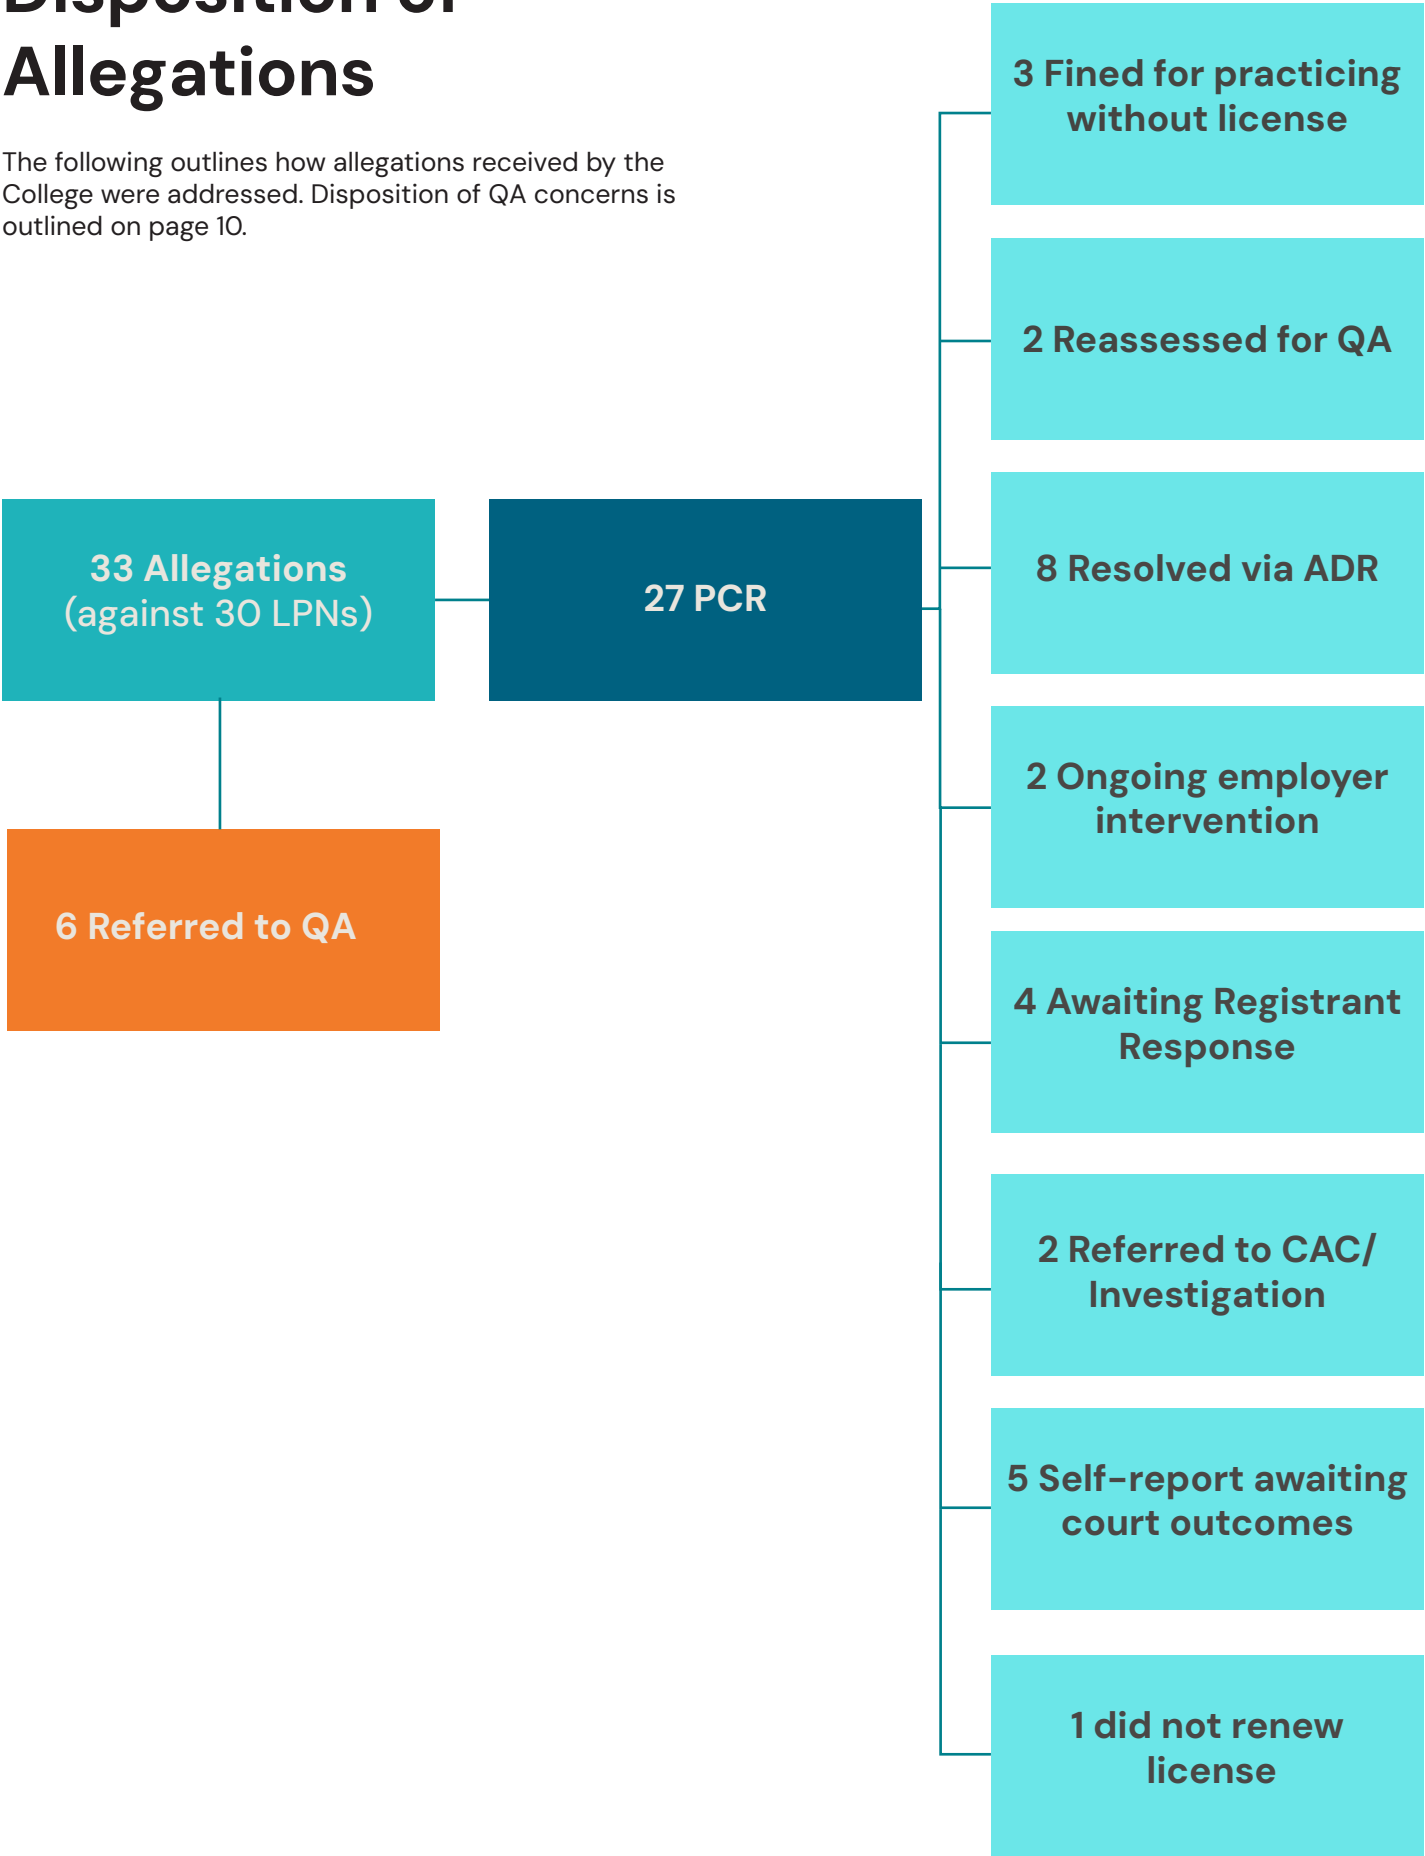 Disposition of
Allegations
The following outlines how allegations received by the
College were addressed. Disposition of QA concerns is
outlined on page 10.
33 Allegations
(against 30 LPNs)
27 PCR
6 Referred to QA
3 Fined for practicing
without license
2 Reassessed for QA
8 Resolved via ADR
2 Ongoing employer
intervention
4 Awaiting Registrant
Response
2 Referred to CAC/
Investigation
5 Self-report awaiting
court outcomes
1 did not renew
license